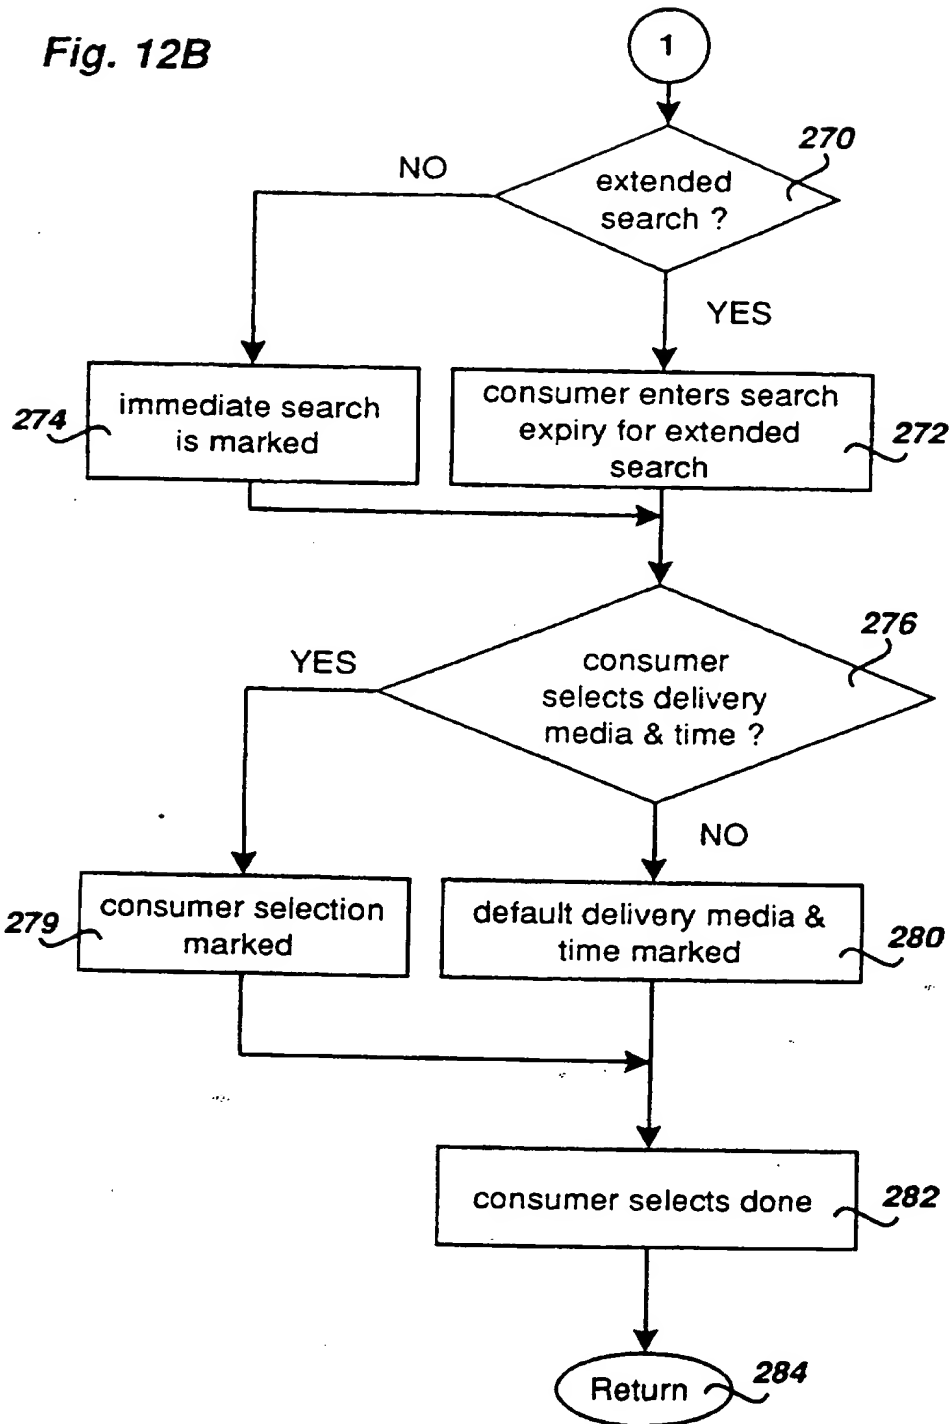 Fig. 12B
1
270
NO
extended
search ?
YES
274
immediate search
is marked
consumer enters search
expiry for extended
search
272
276
YES
consumer
selects delivery
media & time ?
NO
279
consumer selection
marked
default delivery media &
time marked
280
consumer selects done
282
Return
284